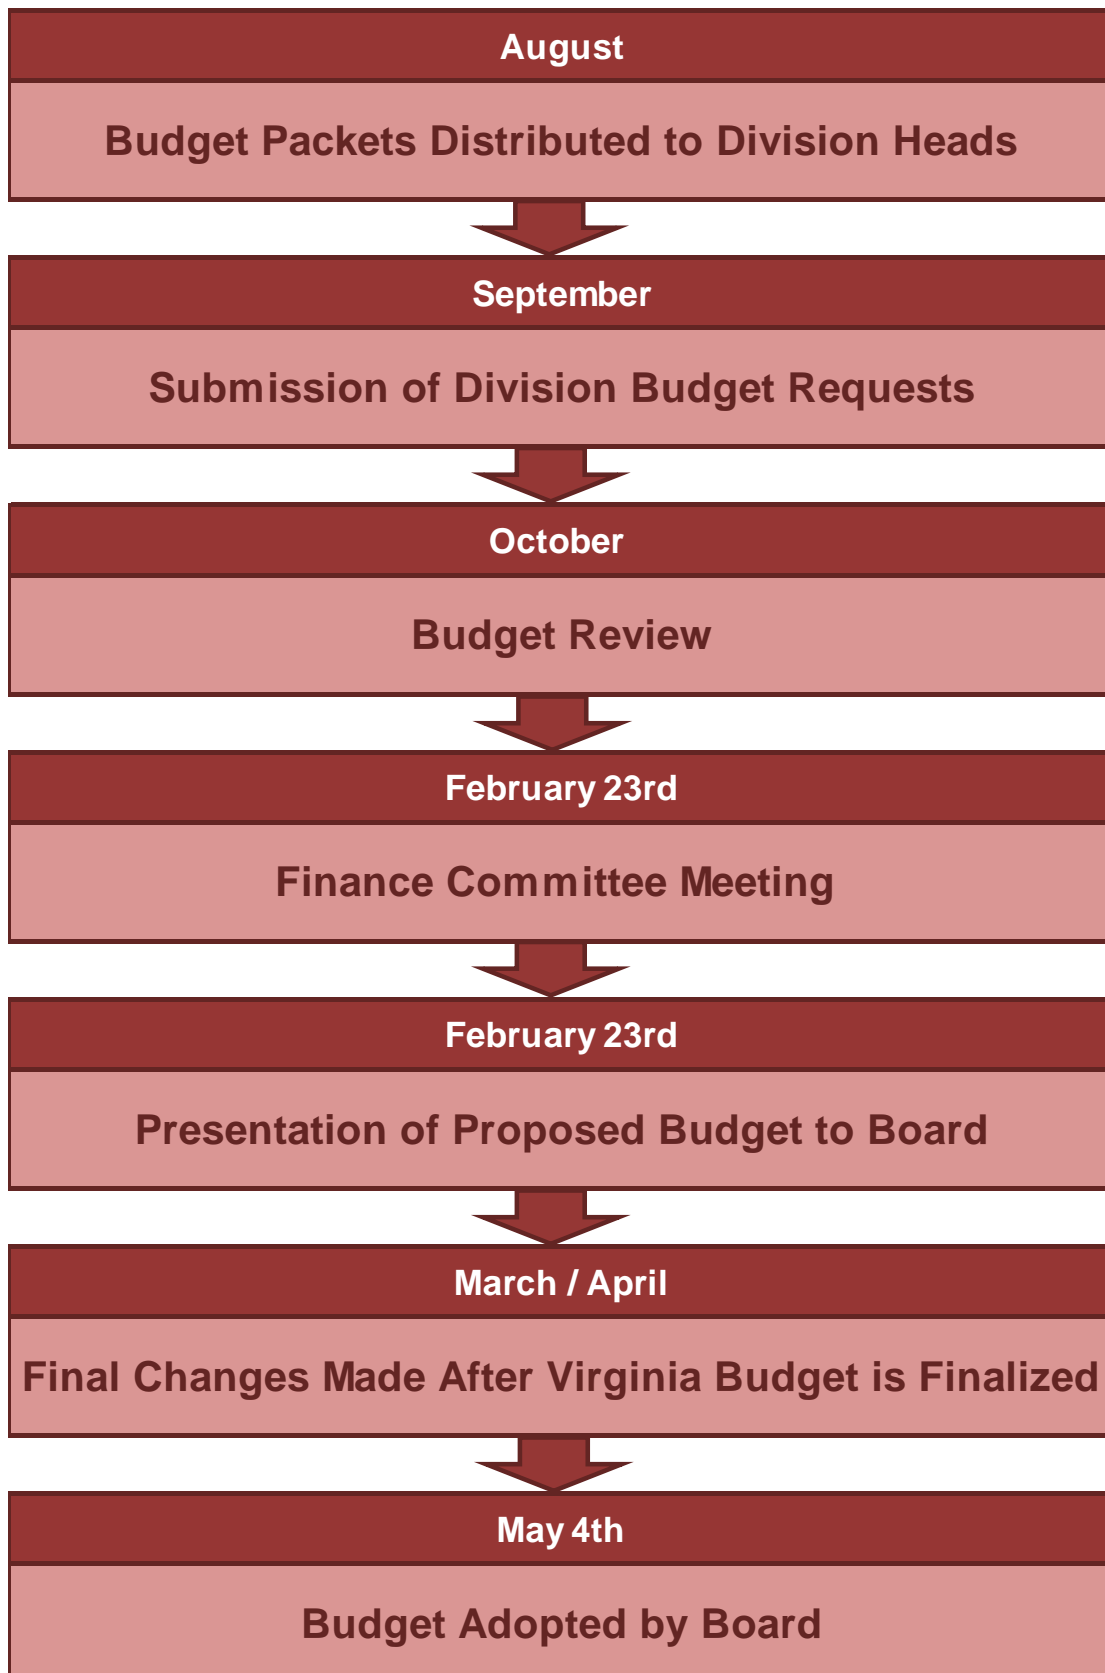 August
Budget Packets Distributed to Division Heads
September
Submission of Division Budget Requests
October
Budget Review
February 23rd
Finance Committee Meeting
February 23rd
Presentation of Proposed Budget to Board
March / April
Final Changes Made After Virginia Budget is Finalized
May 4th
Budget Adopted by Board